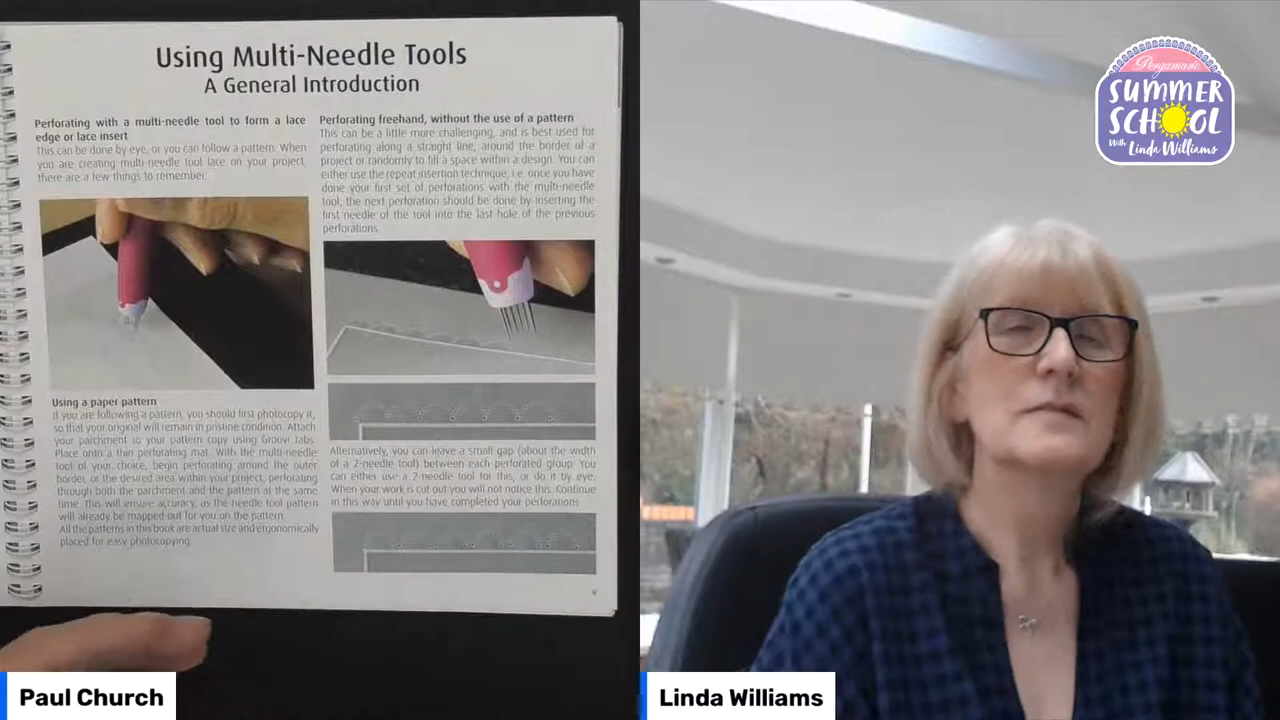 Using Multi-Needle Tools
A General Introduction
Perforating with a multi-needle tool to form a lace
edge or lace insert
This can be done by eye, or you can follow a pattern. When
you are creating multi-needle tool lace on your project,
there are a few things to remember.
Using a paper pattern
If you are following a pattern, you should first photocopy it,
so that your original will remain in pristine condition. Attach
your parchment to your pattern copy using Groovi tabs.
Place onto a thin perforating mat. With the multi-needle
tool of your choice, begin perforating around the outer
border, or the desired area within your project, perforating
through both the parchment and the pattern at the same
time. This will ensure accuracy, as the needle tool pattern
will already be mapped out for you on the pattern.
All the patterns in this book are actual size and ergonomically
placed for easy photocopying.
Perforating freehand, without the use of a pattern
This can be a little more challenging, and is best used for
perforating along a straight line, around the border of a
project or randomly to fill a space within a design. You can
either use the repeat insertion technique, i.e. once you have
done your first set of perforations with the multi-needle
tool, the next perforation should be done by inserting the
first needle of the tool into the last hole of the previous
perforations.
Alternatively, you can leave a small gap (about the width
of a 2-needle tool) between each perforated group. You
can either use a 2-needle tool for this, or do it by eye.
When your work is cut out you will not notice this. Continue
in this way until you have completed your perforations.
9
Pergamano
SUMMER
SCHOOL
With Linda Williams
Paul Church
Linda Williams